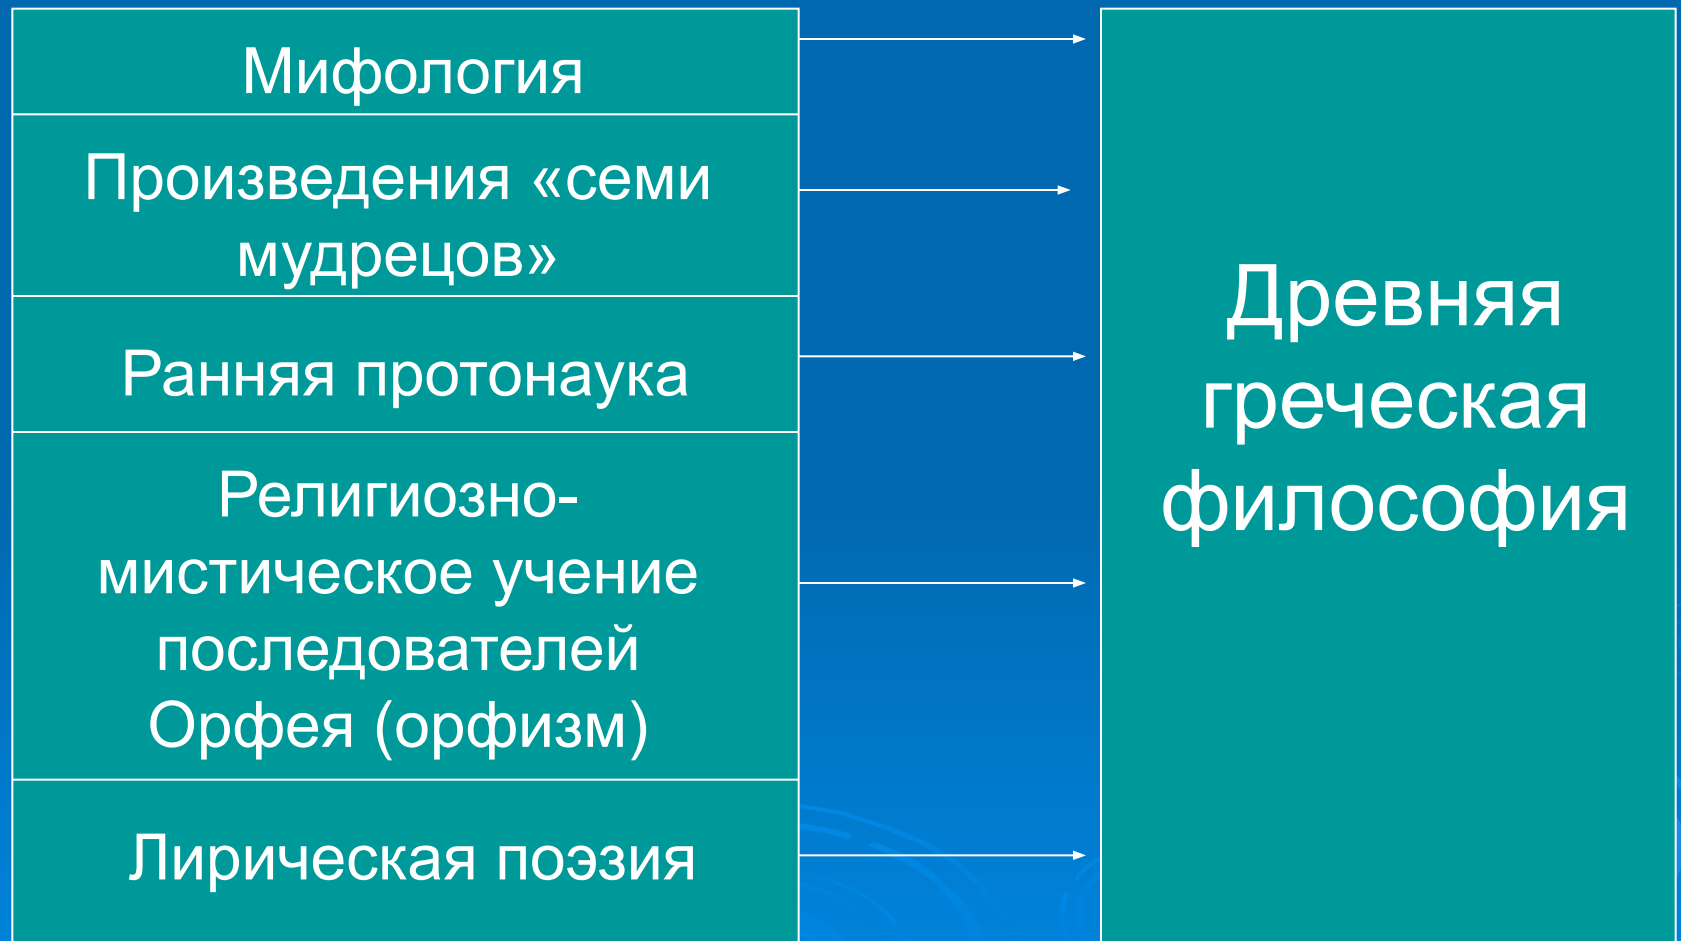 Мифология
Произведения «семи
мудрецов»
Ранняя протонаука
Религиозно-
мистическое учение
последователей
Орфея (орфизм)
Лирическая поэзия
Древняя
греческая
философия